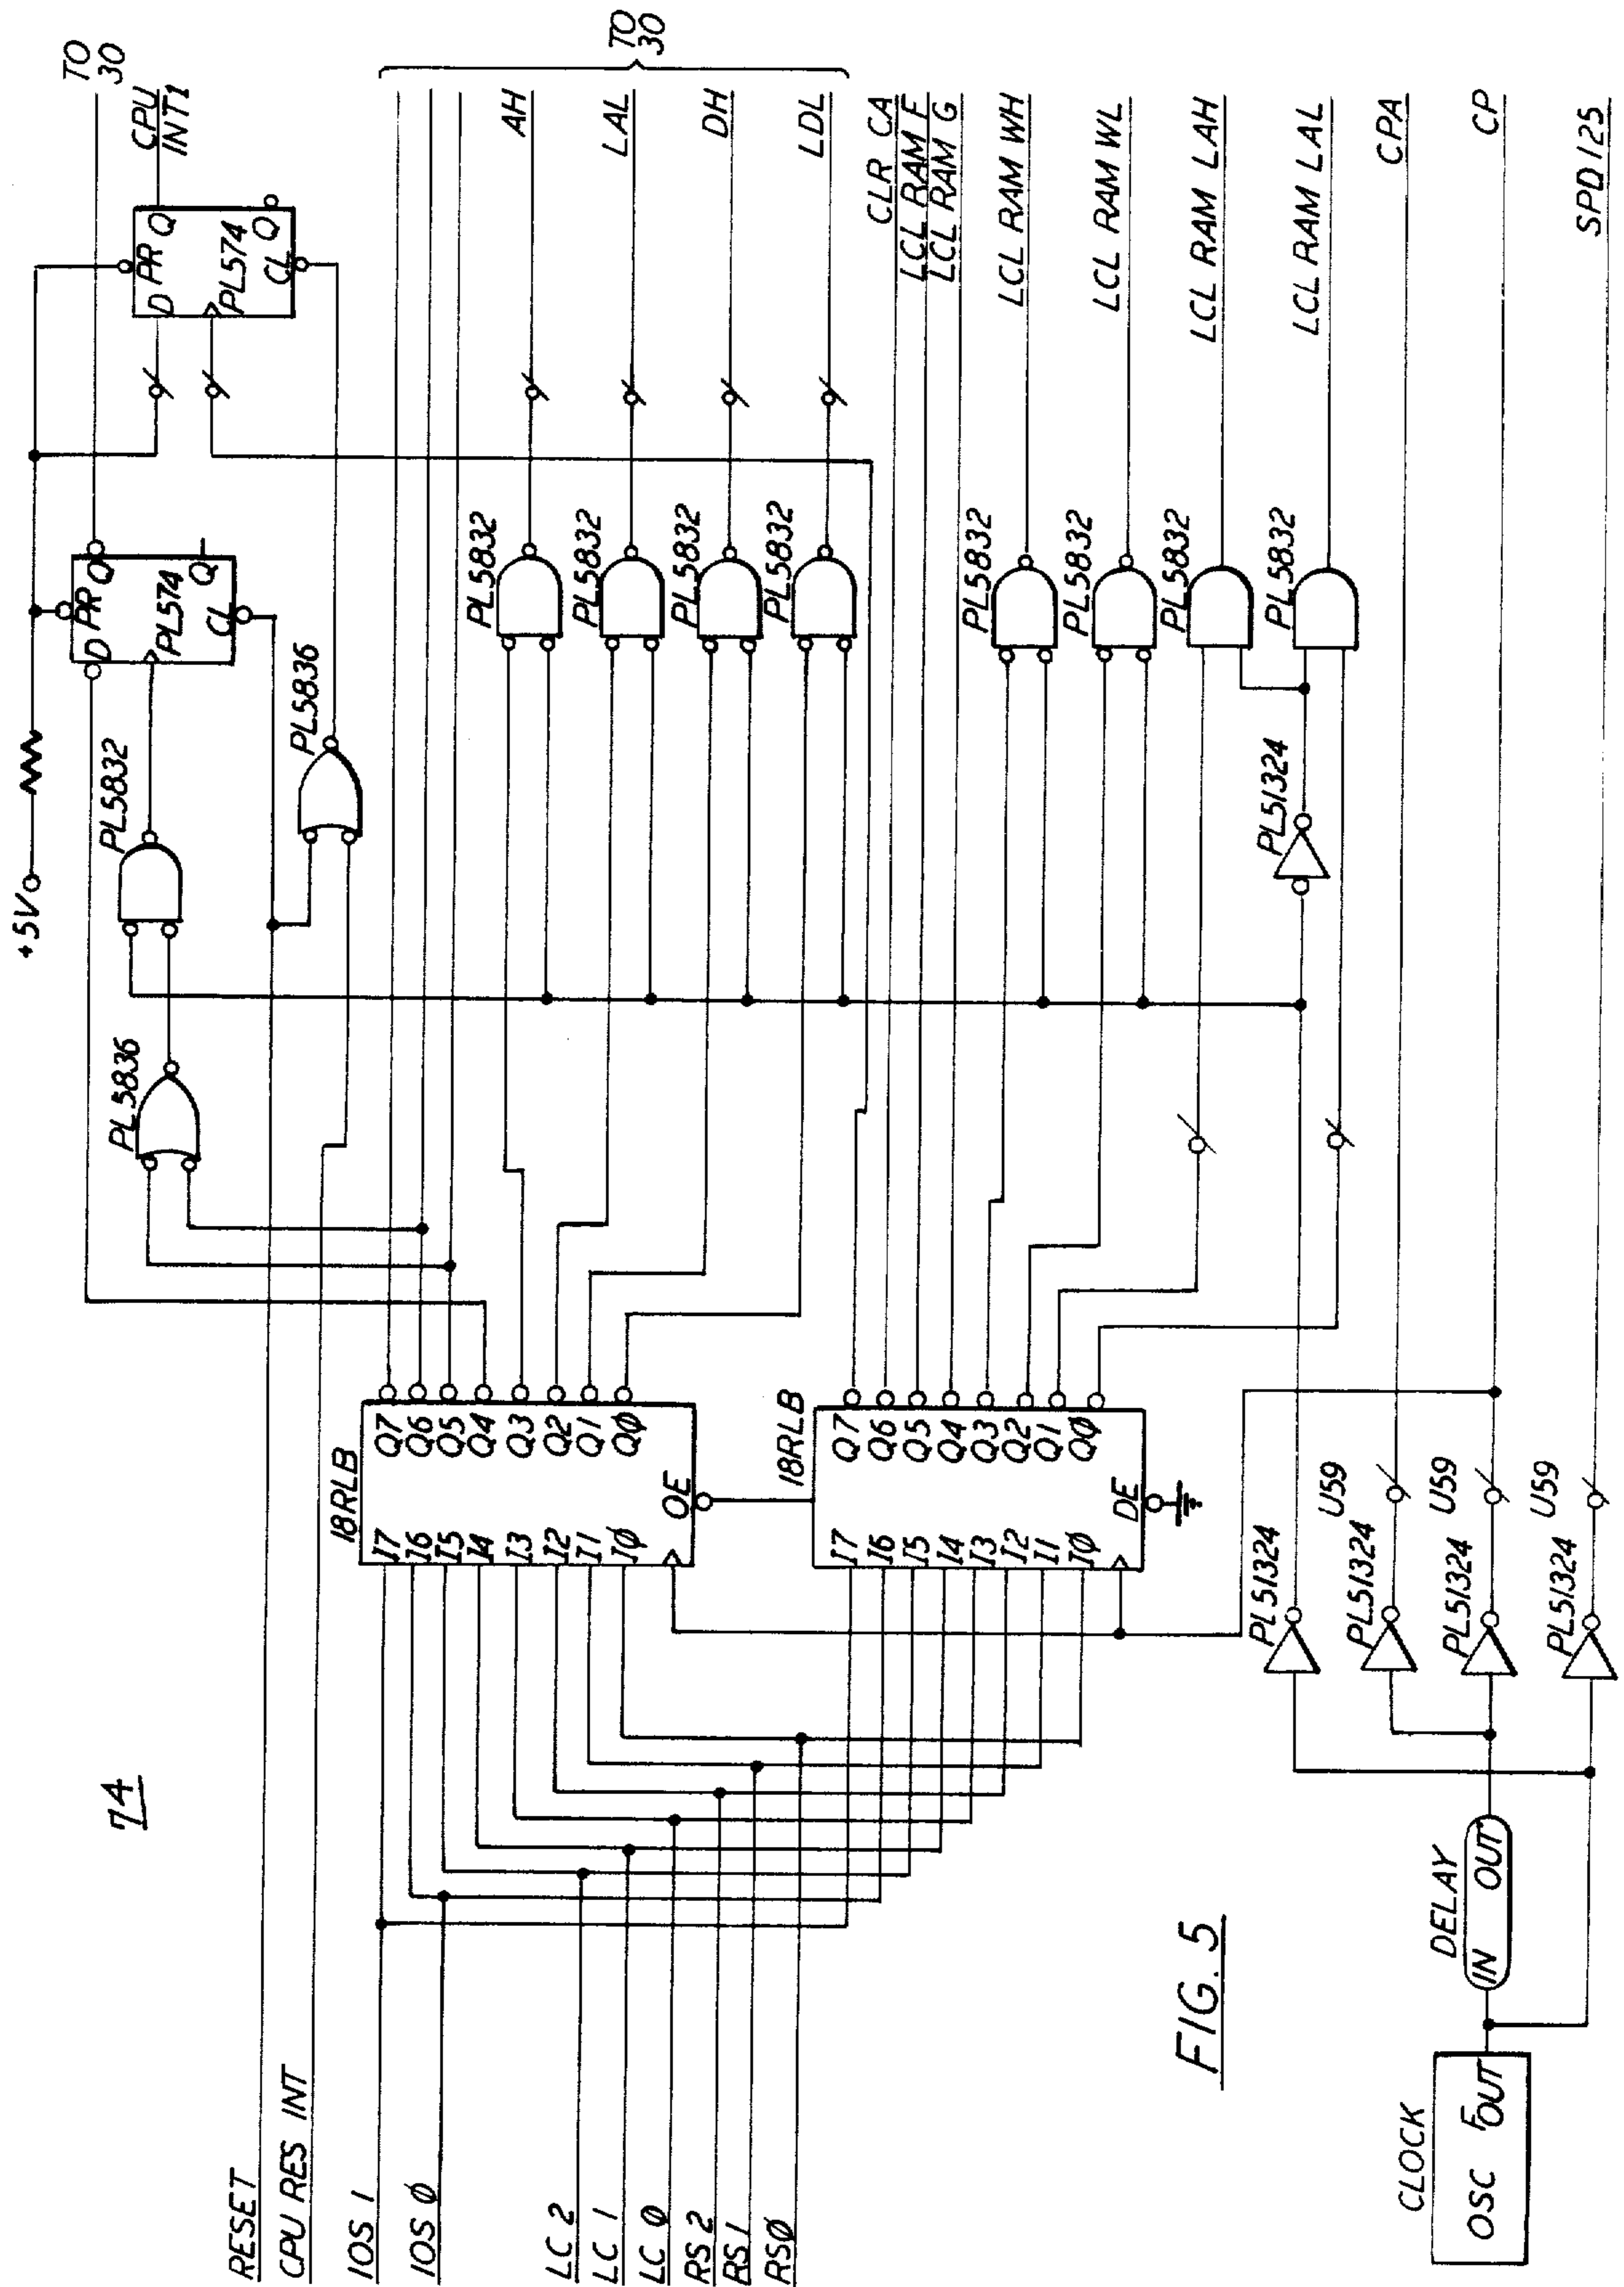 74
+5V
TO
30
CPU
INT1
PL5836
PL5832
D
PR
Q
PL574
CL
Q
D
PR
Q
PL574
CL
Q
PL5836
RESET
CPU RES INT
IOS 1
IOS Ø
LC 2
LC 1
LC Ø
RS 2
RS 1
RSØ
18RLB
I7
I6
I5
I4
I3
I2
I1
IØ
Q7
Q6
Q5
Q4
Q3
Q2
Q1
QØ
OE
18RLB
I7
I6
I5
I4
I3
I2
I1
IØ
Q7
Q6
Q5
Q4
Q3
Q2
Q1
QØ
DE
PL5832
PL5832
PL5832
PL5832
AH
LAL
DH
LDL
TO
30
CLR CA
LCL RAM E
LCL RAM G
PL5832
LCL RAM WH
PL5832
LCL RAM WL
PL5832
LCL RAM LAH
PL5832
LCL RAM LAL
PL51324
PL51324
PL51324
U59
CPA
PL51324
U59
CP
PL51324
U59
SPD125
CLOCK
OSC FOUT
DELAY
IN OUT
FIG. 5